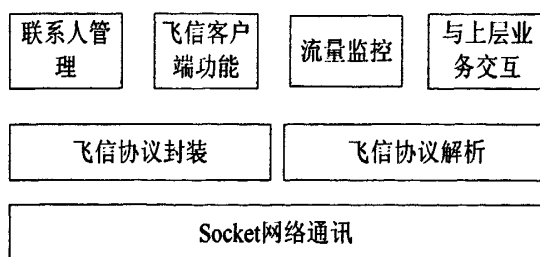 联系人管
理
飞信客户
端功能
流量监控
与上层业
务交互
飞信协议封装
飞信协议解析
Socket网络通讯